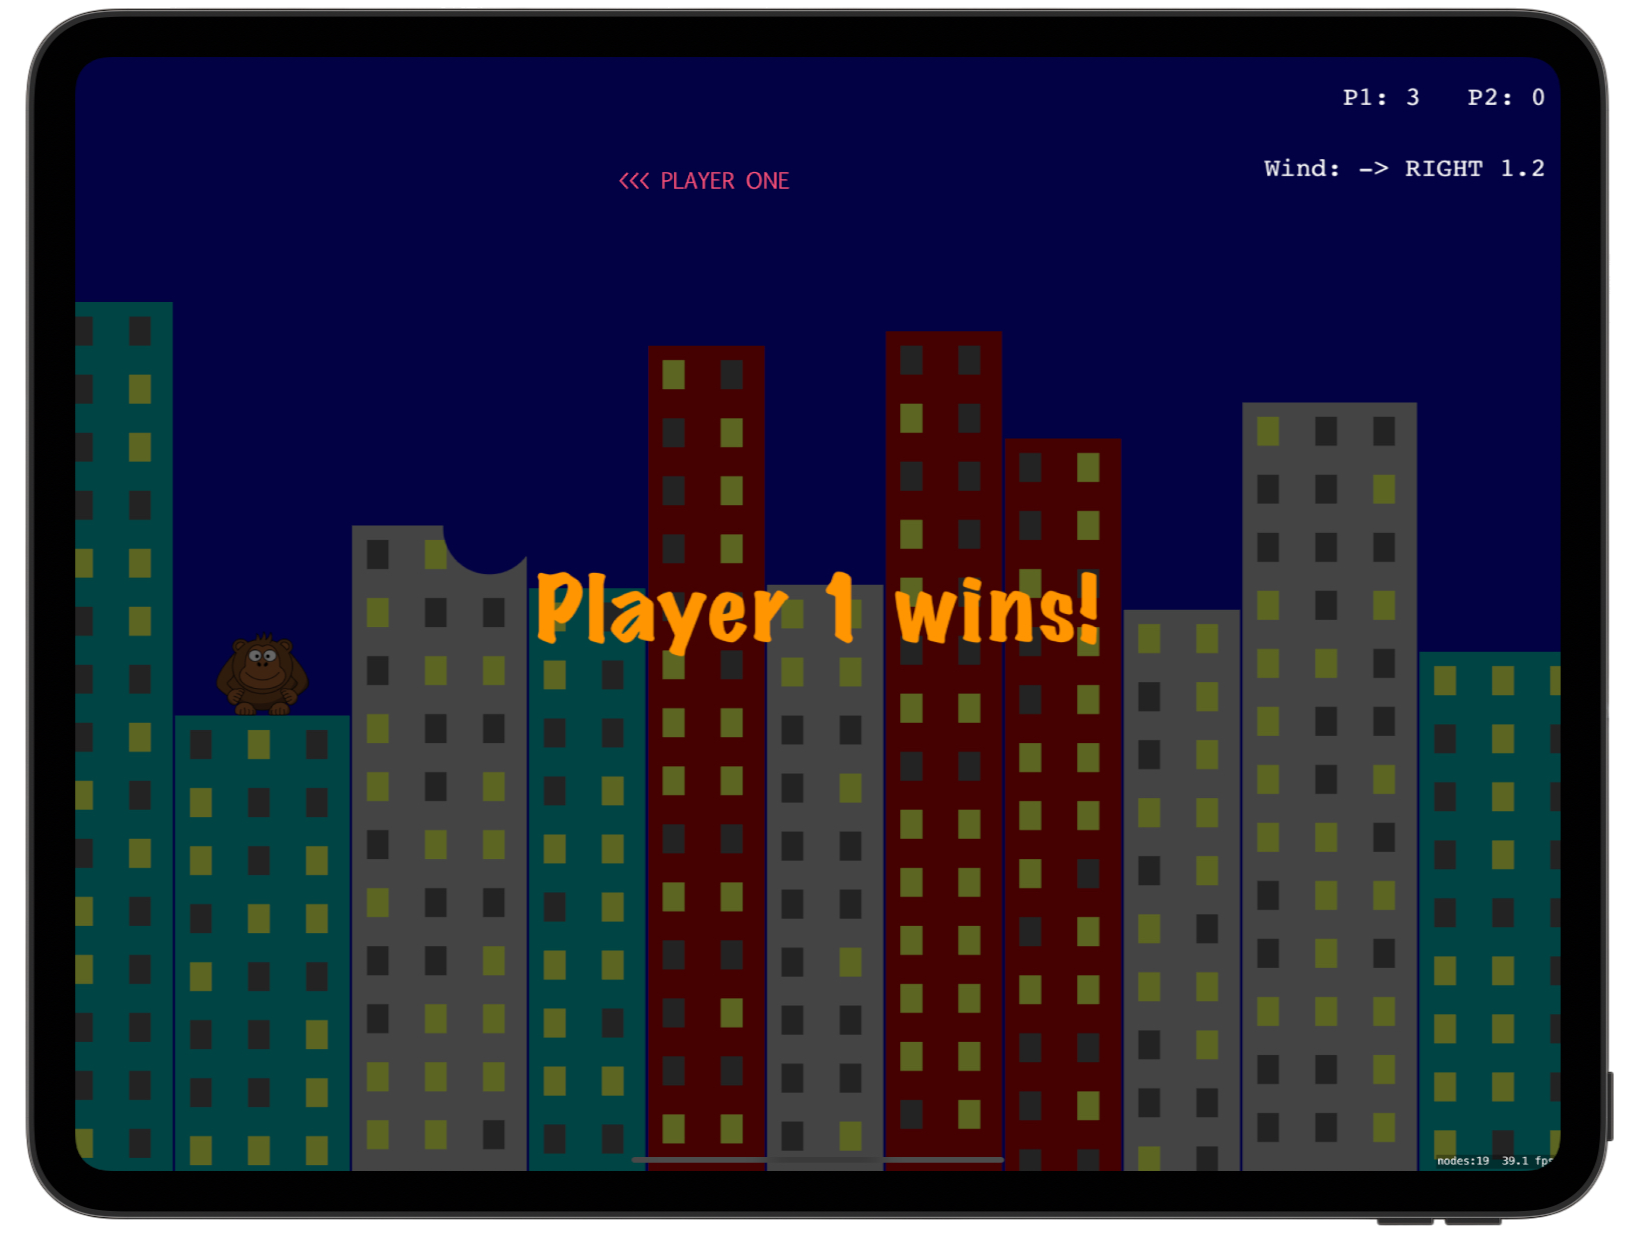 P1: 3 P2: 0
Wind: -> RIGHT 1.2
<<< PLAYER ONE
Player 1 wins!
nodes:19 39.1 fps